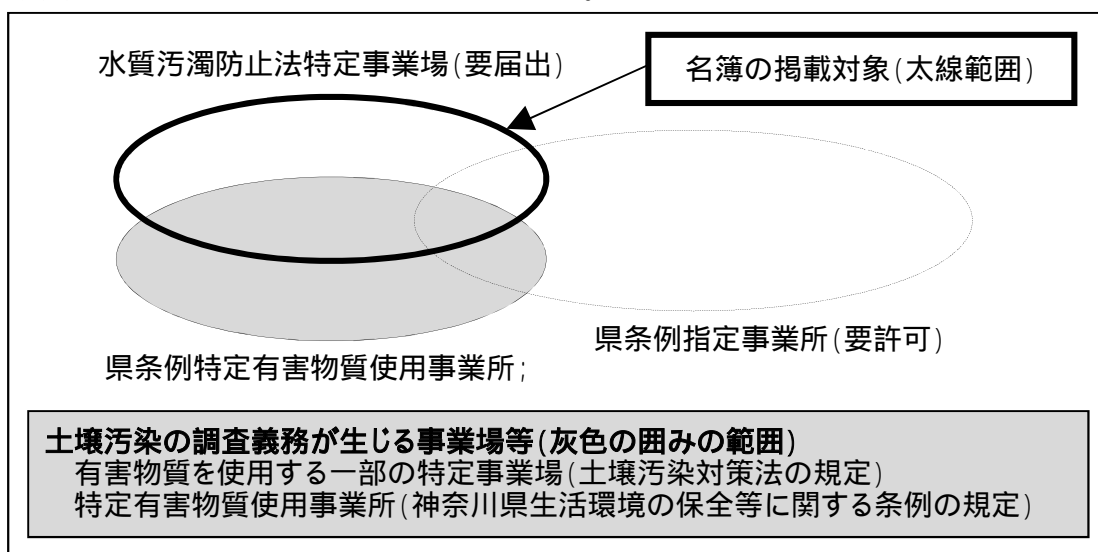 水質汚濁防止法特定事業場(要届出)
名簿の掲載対象(太線範囲)
県条例指定事業所(要許可)
県条例特定有害物質使用事業所;
土壌汚染の調査義務が生じる事業場等(灰色の囲みの範囲)
有害物質を使用する一部の特定事業場(土壌汚染対策法の規定)
特定有害物質使用事業所(神奈川県生活環境の保全等に関する条例の規定)